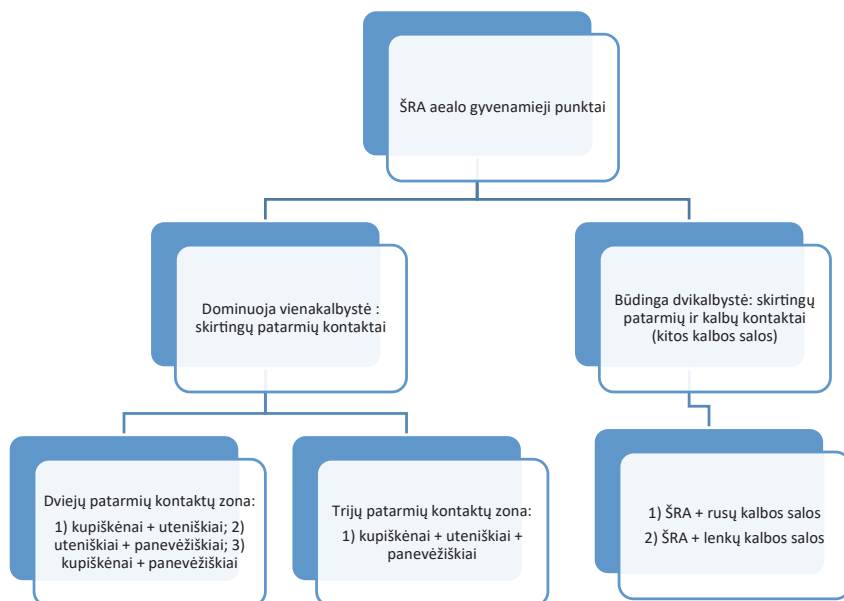 ŠRA aealo gyvenamieji punktai
Dominuoja vienakalbystė :
skirtingų patarmių kontaktai
Būdinga dvikalbystė: skirtingų
patarmių ir kalbų kontaktai
(kitos kalbos salos)
Dviejų patarmių kontaktų zona:
1) kupiškėnai + uteniškiai; 2)
uteniškiai + panevėžiškiai; 3)
kupiškėnai + panevėžiškiai
Trijų patarmių kontaktų zona:
1) kupiškėnai + uteniškiai +
panevėžiškiai
1) ŠRA + rusų kalbos salos
2) ŠRA + lenkų kalbos salos